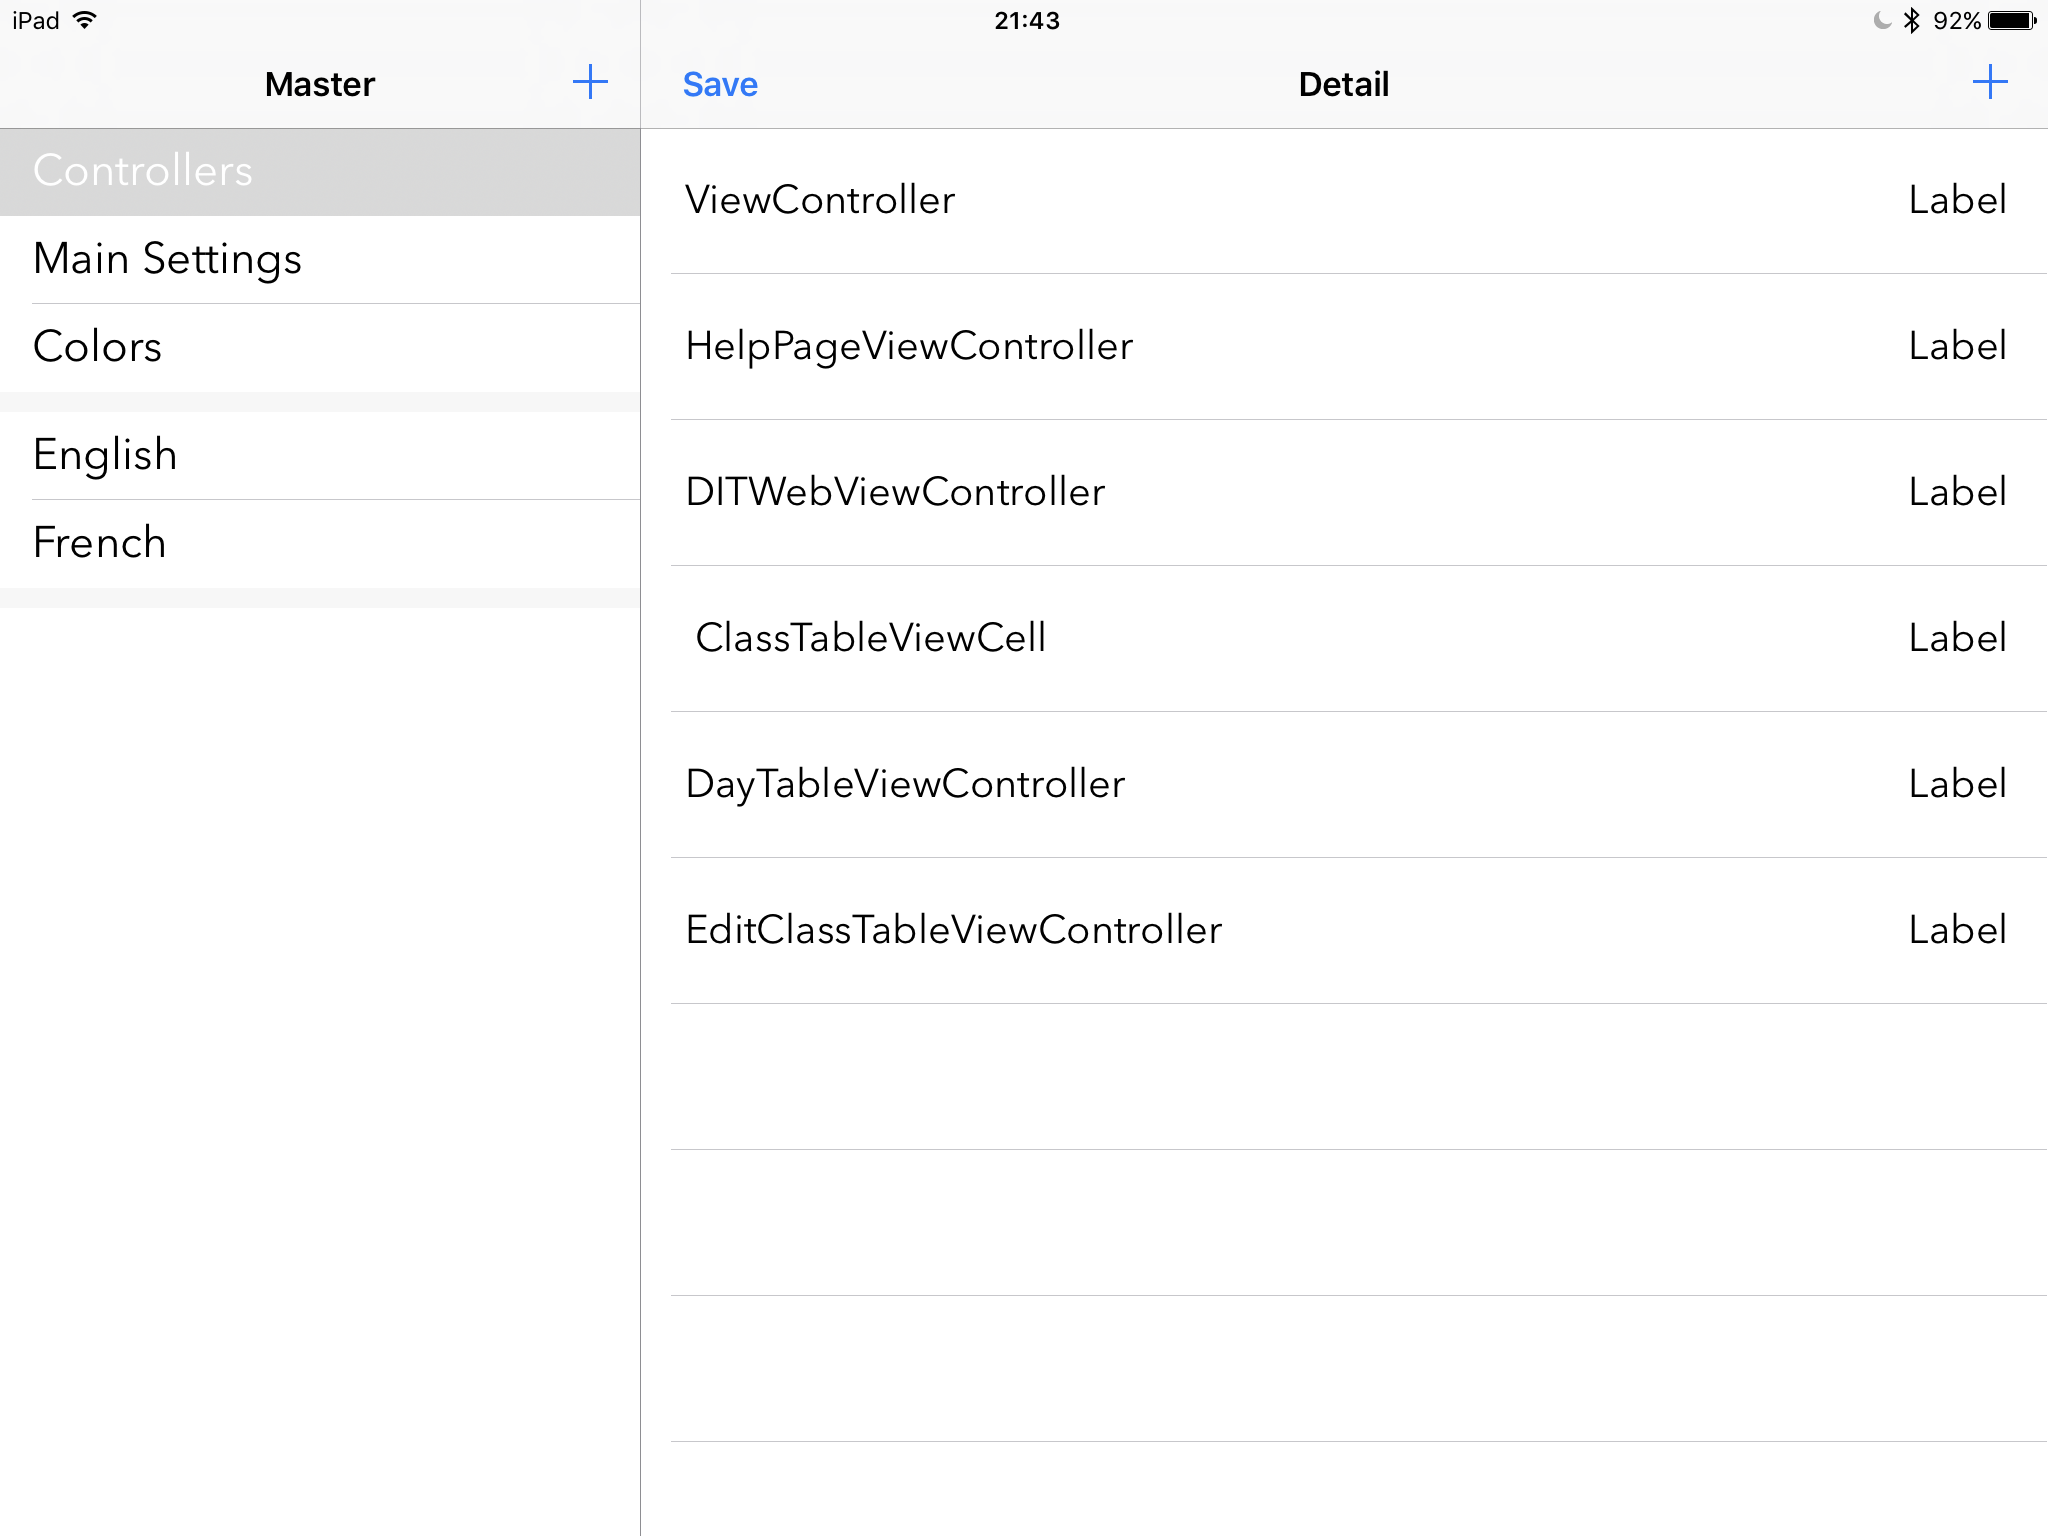 iPad 21:43 92%
Master
Save Detail
Controllers
Main Settings
Colors
English
French
ViewController Label
HelpPageViewController Label
DITWebViewController Label
ClassTableViewCell Label
DayTableViewController Label
EditClassTableViewController Label